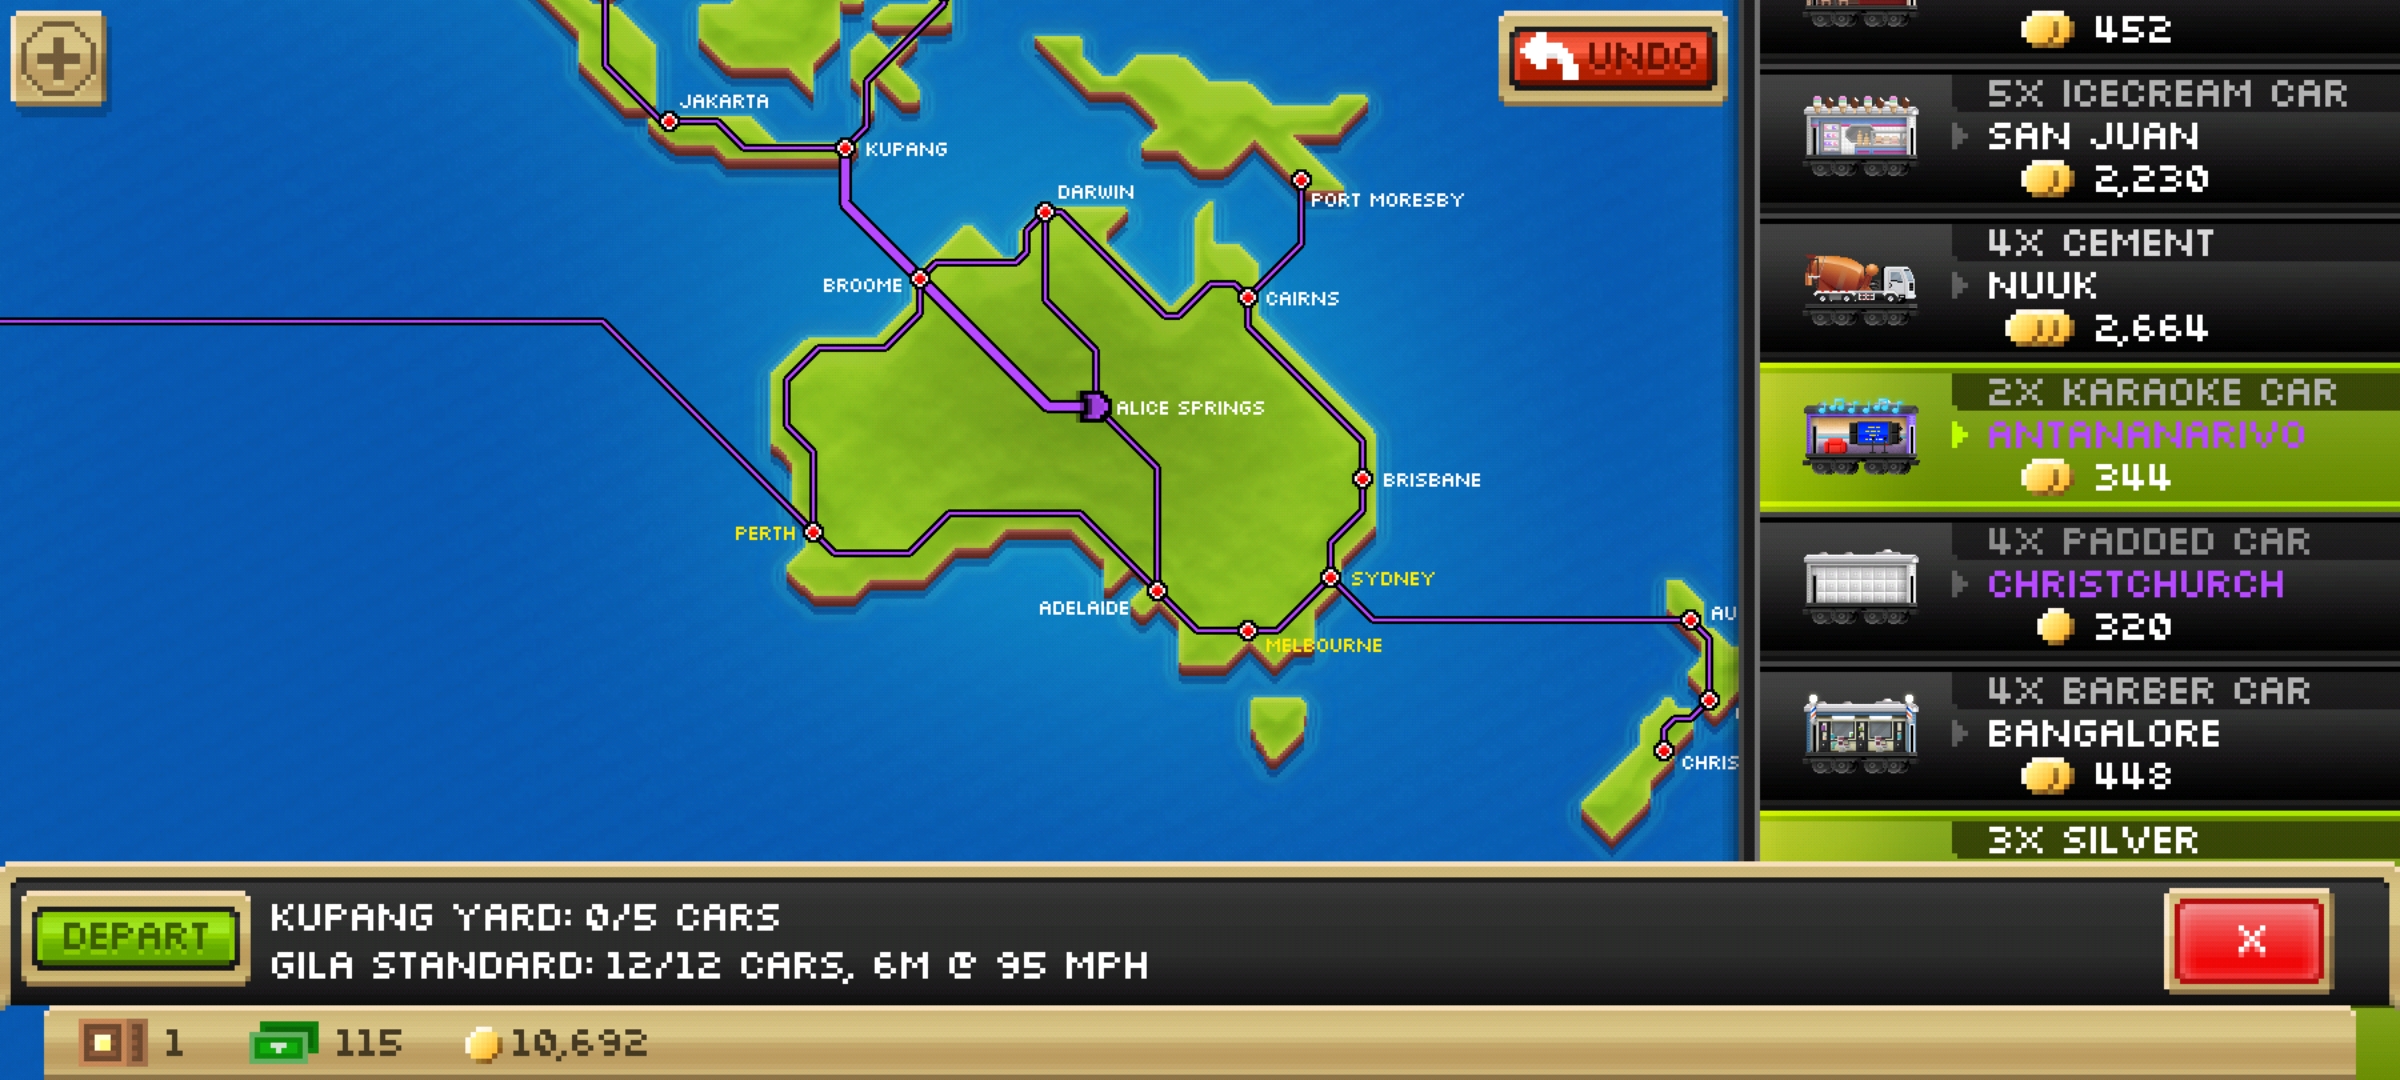 UNDO
JAKARTA
KUPANG
DARWIN
PORT MORESBY
BROOME
CAIRNS
ALICE SPRINGS
BRISBANE
PERTH
SYDNEY
ADELAIDE
MELBOURNE
AU
CHRIS
452
5X ICECREAM CAR
SAN JUAN
2,230
4X CEMENT
NUUK
2,664
2X KARAOKE CAR
ANTANANARIVO
344
4X PADDED CAR
CHRISTCHURCH
320
4X BARBER CAR
BANGALORE
448
3X SILVER
DEPART
KUPANG YARD: 0/5 CARS
GILA STANDARD: 12/12 CARS, 6M @ 95 MPH
X
1
115
10,692